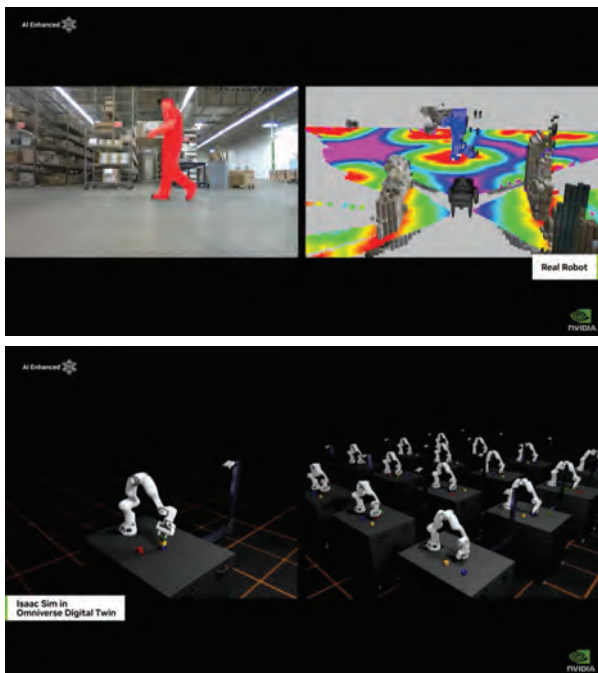 AI Enhanced
Real Robot
NVIDIA
AI Enhanced
Isaac Sim in
Omniverse Digital Twin
NVIDIA